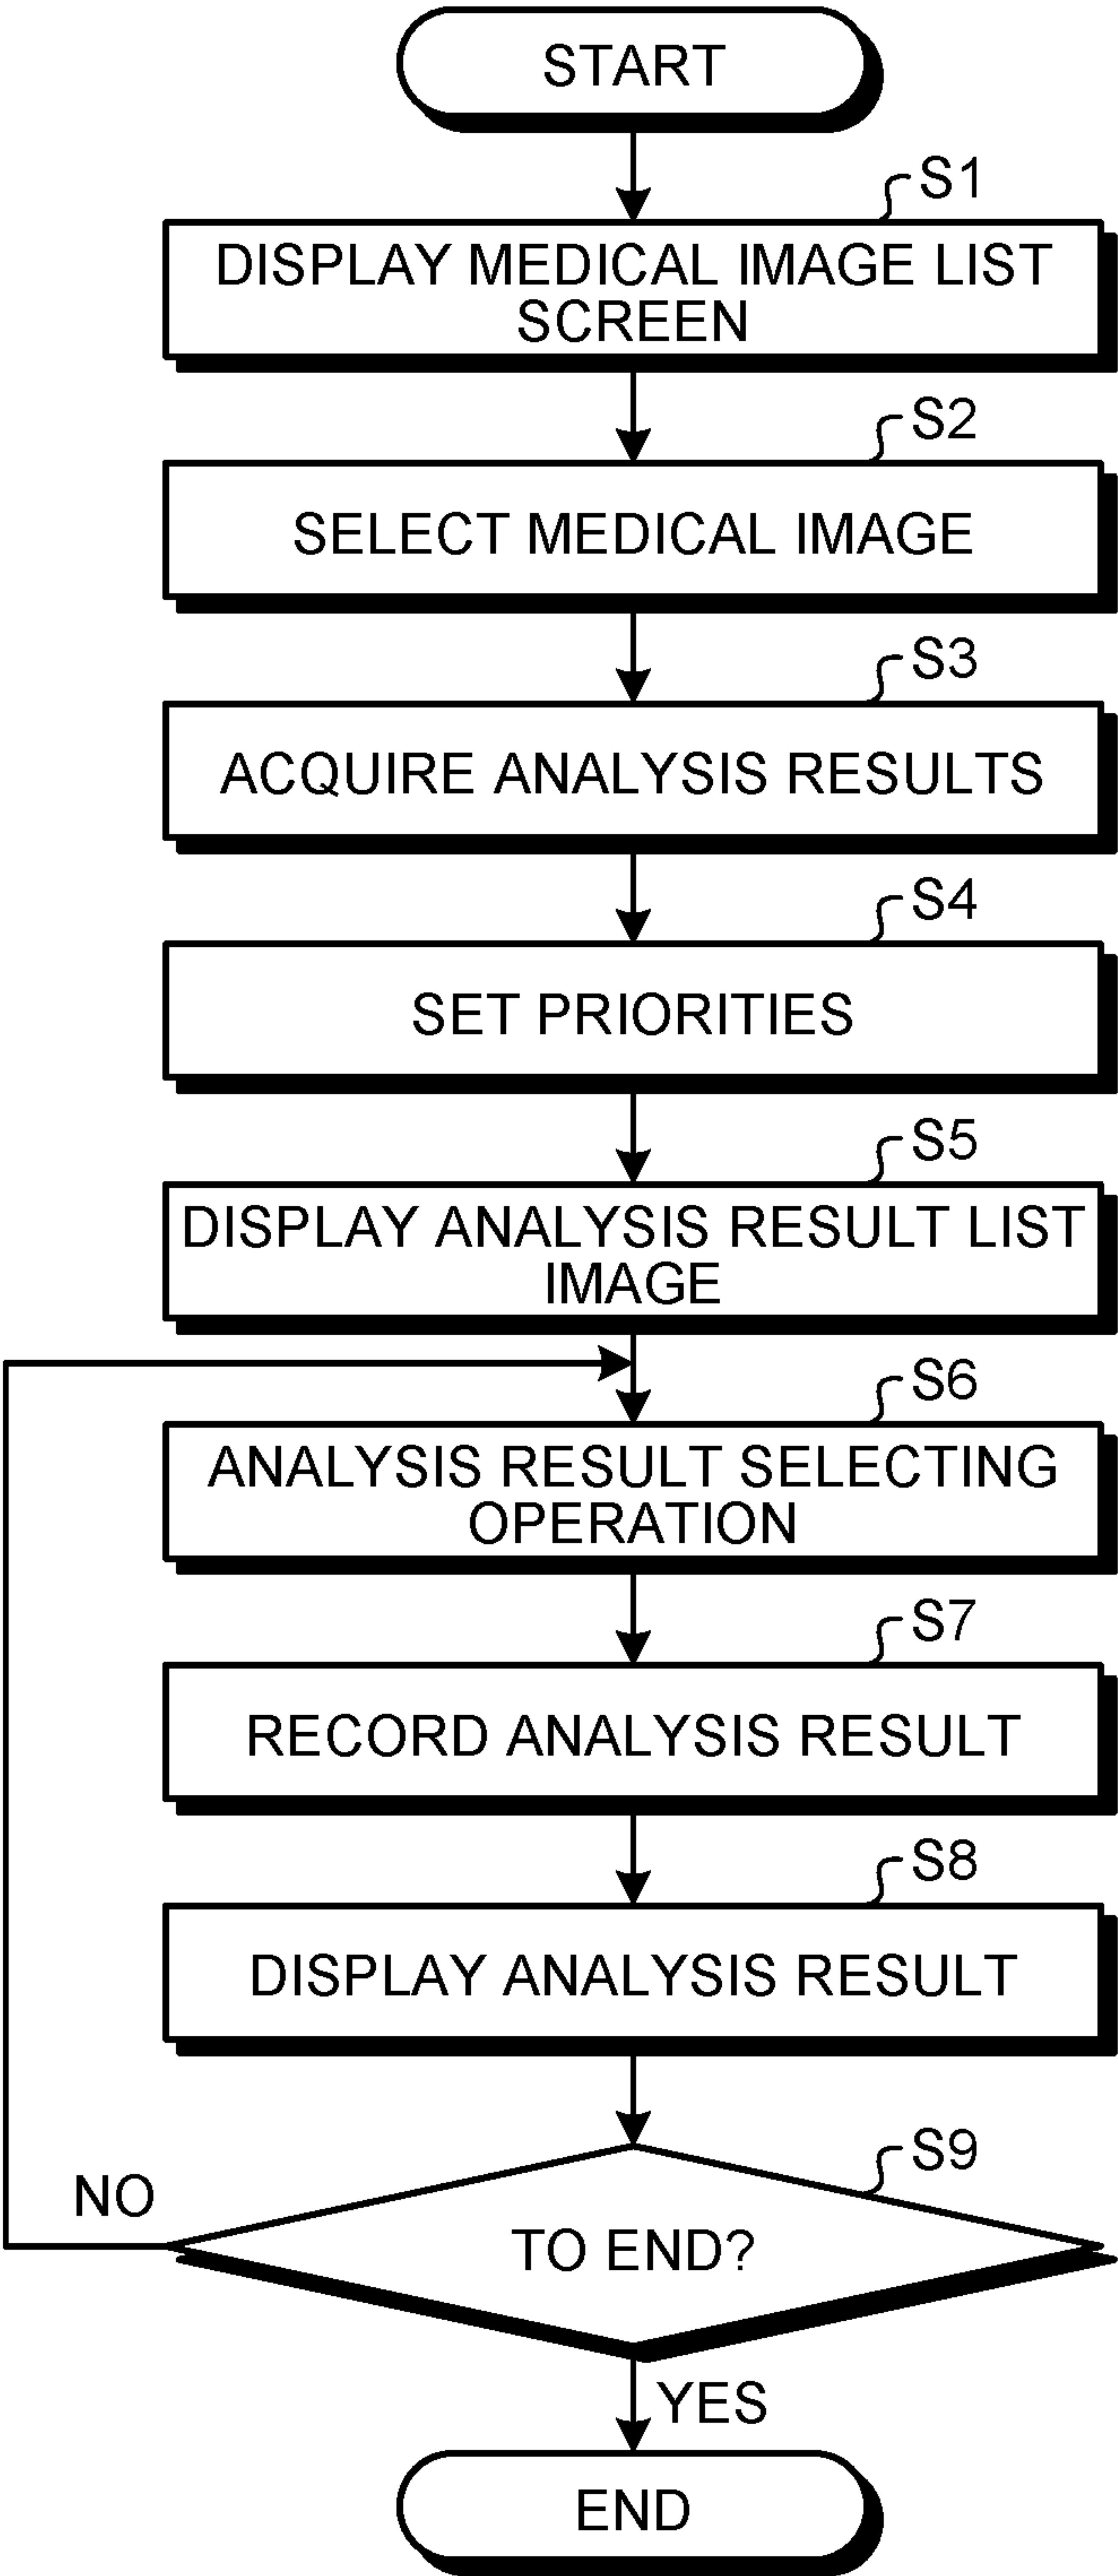 START
S1
DISPLAY MEDICAL IMAGE LIST
SCREEN
S2
SELECT MEDICAL IMAGE
S3
ACQUIRE ANALYSIS RESULTS
S4
SET PRIORITIES
S5
DISPLAY ANALYSIS RESULT LIST
IMAGE
S6
ANALYSIS RESULT SELECTING
OPERATION
S7
RECORD ANALYSIS RESULT
S8
DISPLAY ANALYSIS RESULT
S9
NO
TO END?
YES
END